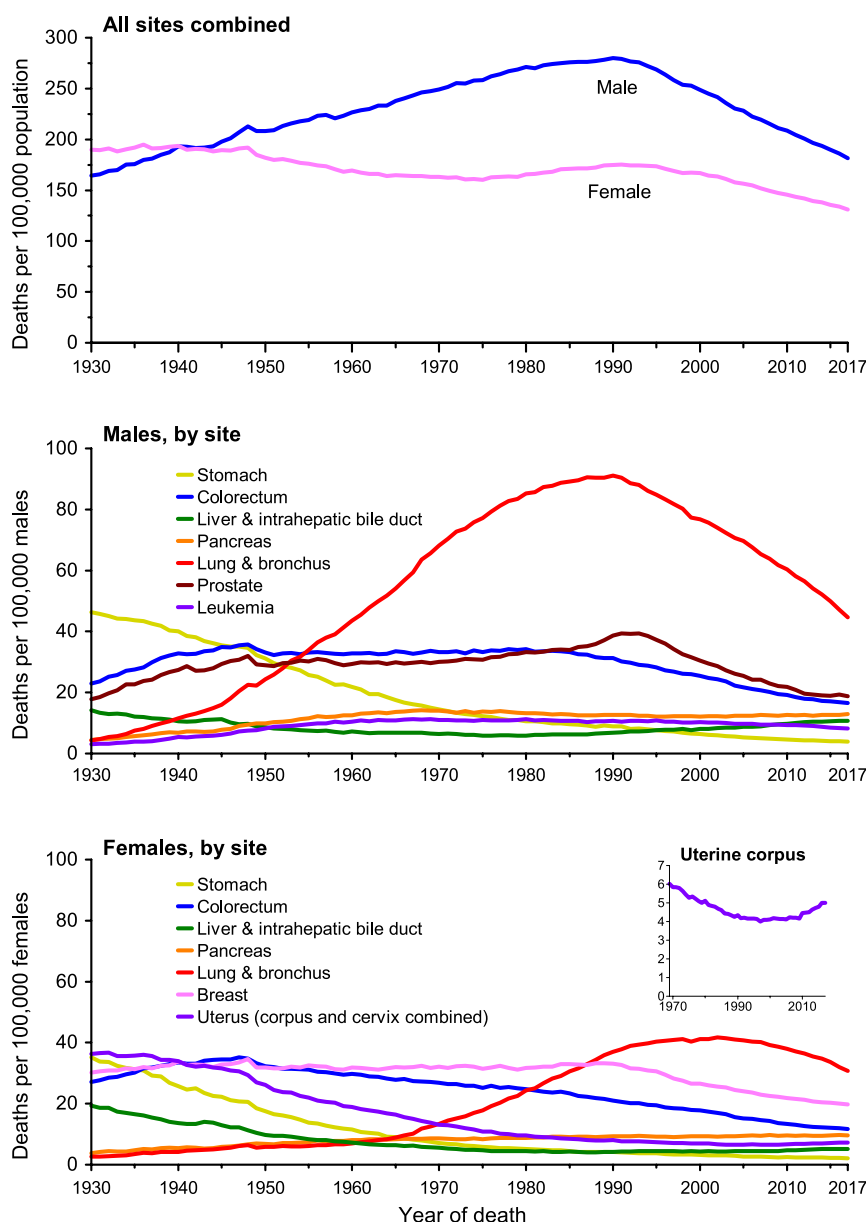 All sites combined
Deaths per 100,000 population
300
250
200
150
100
50
0
Male
Female
1930 1940 1950 1960 1970 1980 1990 2000 2010 2017
Males, by site
Deaths per 100,000 males
100
80
60
40
20
0
Stomach
Colorectum
Liver & intrahepatic bile duct
Pancreas
Lung & bronchus
Prostate
Leukemia
1930 1940 1950 1960 1970 1980 1990 2000 2010 2017
Females, by site
Deaths per 100,000 females
100
80
60
40
20
0
Stomach
Colorectum
Liver & intrahepatic bile duct
Pancreas
Lung & bronchus
Breast
Uterus (corpus and cervix combined)
Uterine corpus
7
6
5
4
3
2
1
0
1970 1990 2010
1930 1940 1950 1960 1970 1980 1990 2000 2010 2017
Year of death